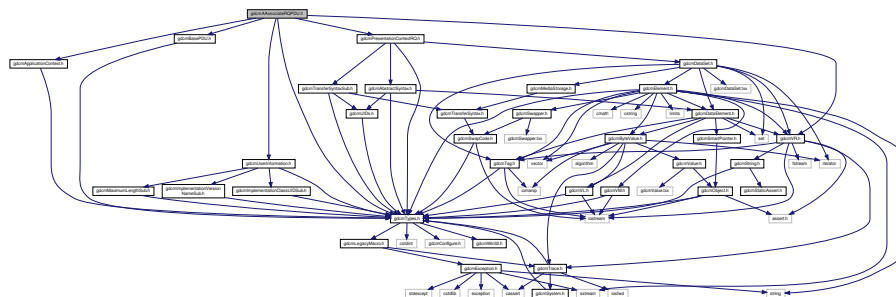 gdcmAAssociateRQPDU.h
gdcmBasePDU.h
gdcmPresentationContextRQ.h
gdcmApplicationContext.h
gdcmDataSet.h
gdcmTransferSyntaxSub.h
gdcmAbstractSyntax.h
gdcmMediaStorage.h
gdcmElement.h
gdcmDataSet.txx
gdcmUIDs.h
gdcmTransferSyntax.h
gdcmSwapper.h
cmath
cstring
limits
gdcmDataElement.h
gdcmSwapCode.h
gdcmSwapper.txx
gdcmByteValue.h
gdcmSmartPointer.h
set
gdcmVR.h
gdcmUserInformation.h
gdcmTag.h
vector
algorithm
gdcmValue.h
gdcmString.h
fstream
iterator
gdcmMaximumLengthSub.h
gdcmImplementationVersion
NameSub.h
gdcmImplementationClassUIDSub.h
iomanip
gdcmVL.h
gdcmVM.h
gdcmValue.txx
gdcmObject.h
gdcmStaticAssert.h
gdcmTypes.h
iostream
assert.h
gdcmLegacyMacro.h
cstdint
gdcmConfigure.h
gdcmWin32.h
gdcmException.h
gdcmTrace.h
stdexcept
cstdlib
exception
cassert
gdcmSystem.h
sstream
iosfwd
string